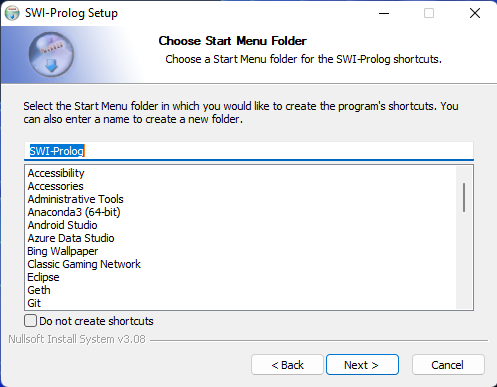 SWI-Prolog Setup
Choose Start Menu Folder
Choose a Start Menu folder for the SWI-Prolog shortcuts.
Select the Start Menu folder in which you would like to create the program's shortcuts. You
can also enter a name to create a new folder.
SWI-Prolog
Accessibility
Accessories
Administrative Tools
Anaconda3 (64-bit)
Android Studio
Azure Data Studio
Bing Wallpaper
Classic Gaming Network
Eclipse
Geth
Git
Do not create shortcuts
Nullsoft Install System v3.08
< Back
Next >
Cancel